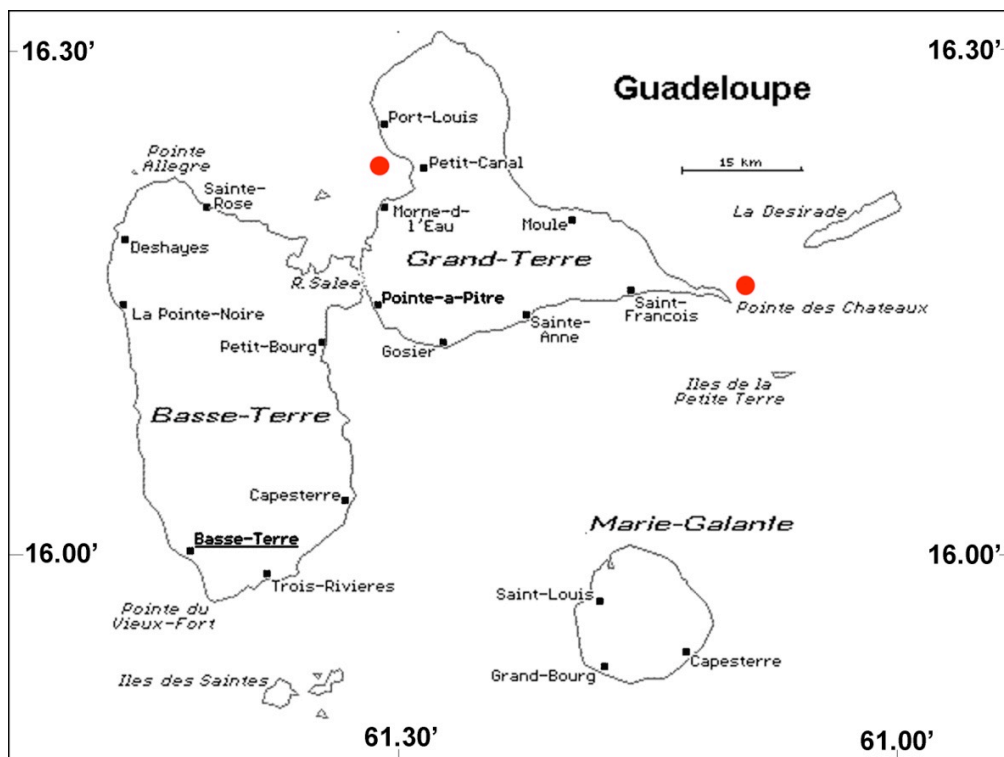 16.30’
16.30’
Guadeloupe
Port-Louis
Pointe
Allegre
Petit-Canal
15 km
Sainte-
Rose
Morne-d-
l'Eau
La Desirade
Moule
Deshayes
Grand-Terre
R. Salee
Pointe-a-Pitre
Saint-
Francois
Pointe des Chateaux
La Pointe-Noire
Sainte-
Anne
Petit-Bourg
Gosier
Iles de la
Petite Terre
Basse-Terre
Capesterre
Marie-Galante
Basse-Terre
16.00’
16.00’
Trois-Rivieres
Saint-Louis
Pointe du
Vieux-Fort
Capesterre
Grand-Bourg
Iles des Saintes
61.30’
61.00’